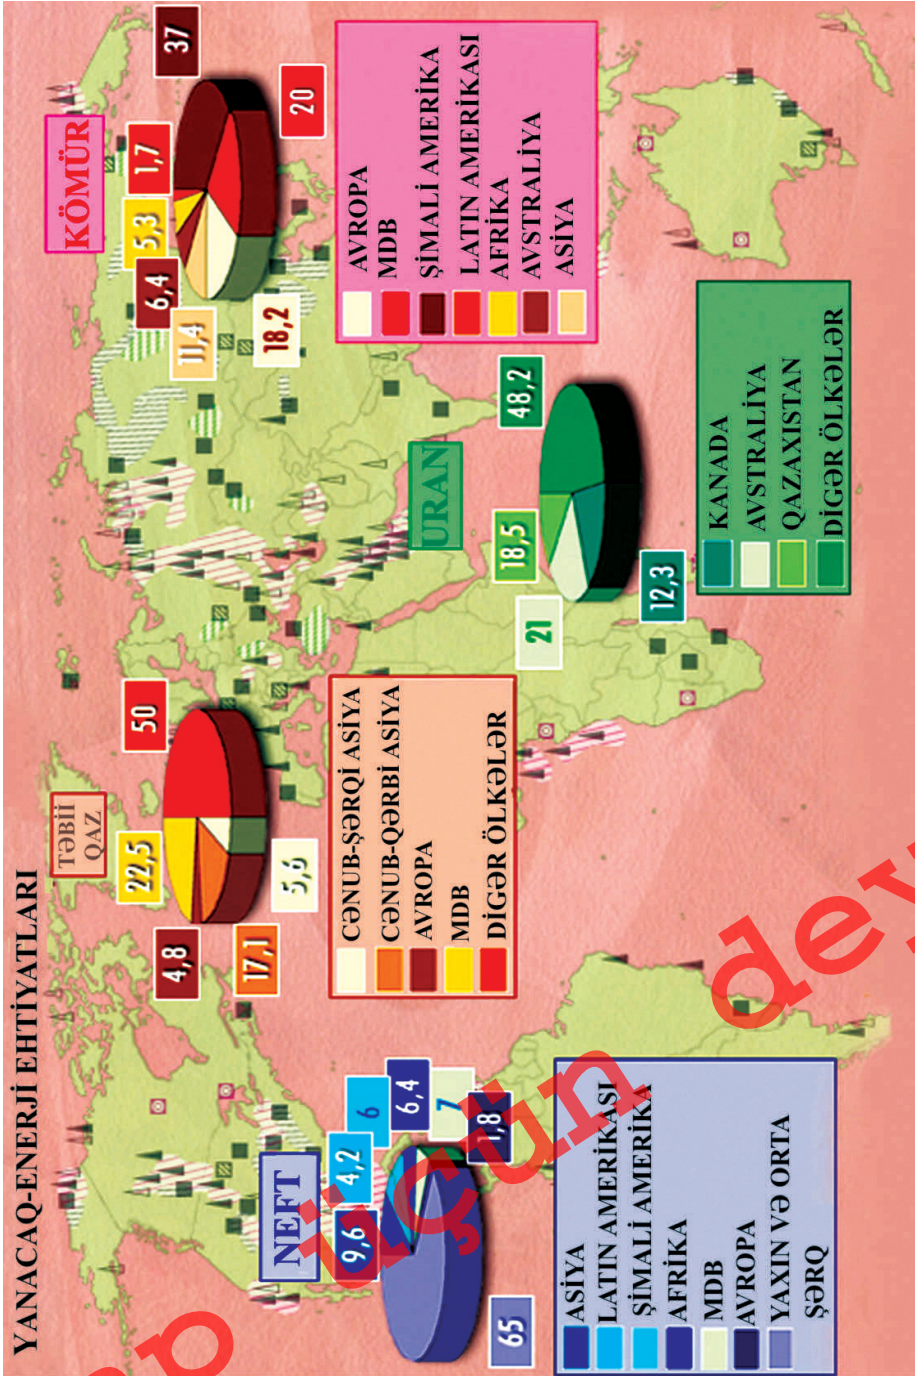 YANACAQ-ENERJİ EHTİYATLARI
NEFT
9,6
4,2
6
6,4
7
1,8
65
ASİYA
LATIN AMERİKASI
ŞİMALİ AMERİKA
AFRİKA
MDB
AVROPA
YAXIN VƏ ORTA
ŞƏRQ
TƏBİİ
QAZ
50
22,5
4,8
17,1
5,6
CƏNUB-ŞƏRQİ ASİYA
CƏNUB-QƏRBİ ASİYA
AVROPA
MDB
DİGƏR ÖLKƏLƏR
URAN
48,2
18,5
21
12,3
KANADA
AVSTRALİYA
QAZAXISTAN
DİGƏR ÖLKƏLƏR
KÖMÜR
37
20
1,7
5,3
6,4
11,4
18,2
AVROPA
MDB
ŞİMALİ AMERİKA
LATIN AMERİKASI
AFRİKA
AVSTRALİYA
ASİYA
üçün